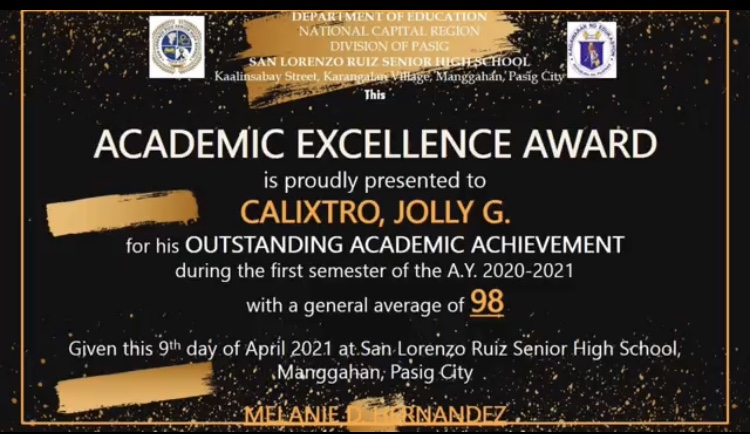 DEPARTMENT OF EDUCATION
NATIONAL CAPITAL REGION
DIVISION OF PASIG
SAN LORENZO RUIZ SENIOR HIGH SCHOOL
Kaalinsabay Street, Karangalan Village, Manggahan, Pasig City
This
ACADEMIC EXCELLENCE AWARD
is proudly presented to
CALIXTRO, JOLLY G.
for his OUTSTANDING ACADEMIC ACHIEVEMENT
during the first semester of the A.Y. 2020-2021
with a general average of 98
Given this 9th day of April 2021 at San Lorenzo Ruiz Senior High School,
Manggahan, Pasig City
MELANIE D. HERNANDEZ